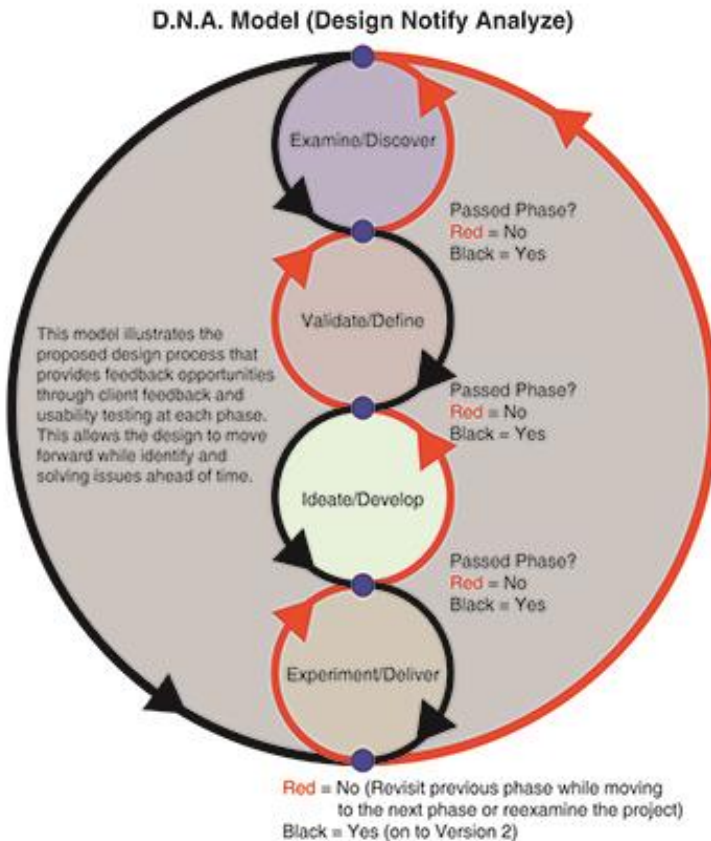 D.N.A. Model (Design Notify Analyze)
Examine/Discover
Passed Phase?
Red = No
Black = Yes
Validate/Define
This model illustrates the
proposed design process that
provides feedback opportunities
through client feedback and
usability testing at each phase.
This allows the design to move
forward while identify and
solving issues ahead of time.
Passed Phase?
Red = No
Black = Yes
Ideate/Develop
Passed Phase?
Red = No
Black = Yes
Experiment/Deliver
Red = No (Revisit previous phase while moving
to the next phase or reexamine the project)
Black = Yes (on to Version 2)